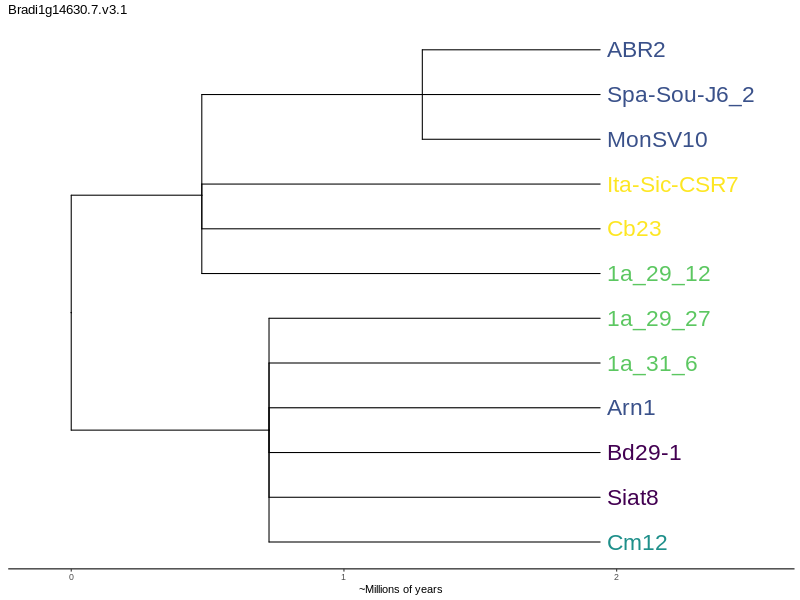 Bradi1g14630.7.v3.1
ABR2
Spa-Sou-J6_2
MonSV10
Ita-Sic-CSR7
Cb23
1a_29_12
1a_29_27
1a_31_6
Arn1
Bd29-1
Siat8
Cm12
0 1 2
~Millions of years